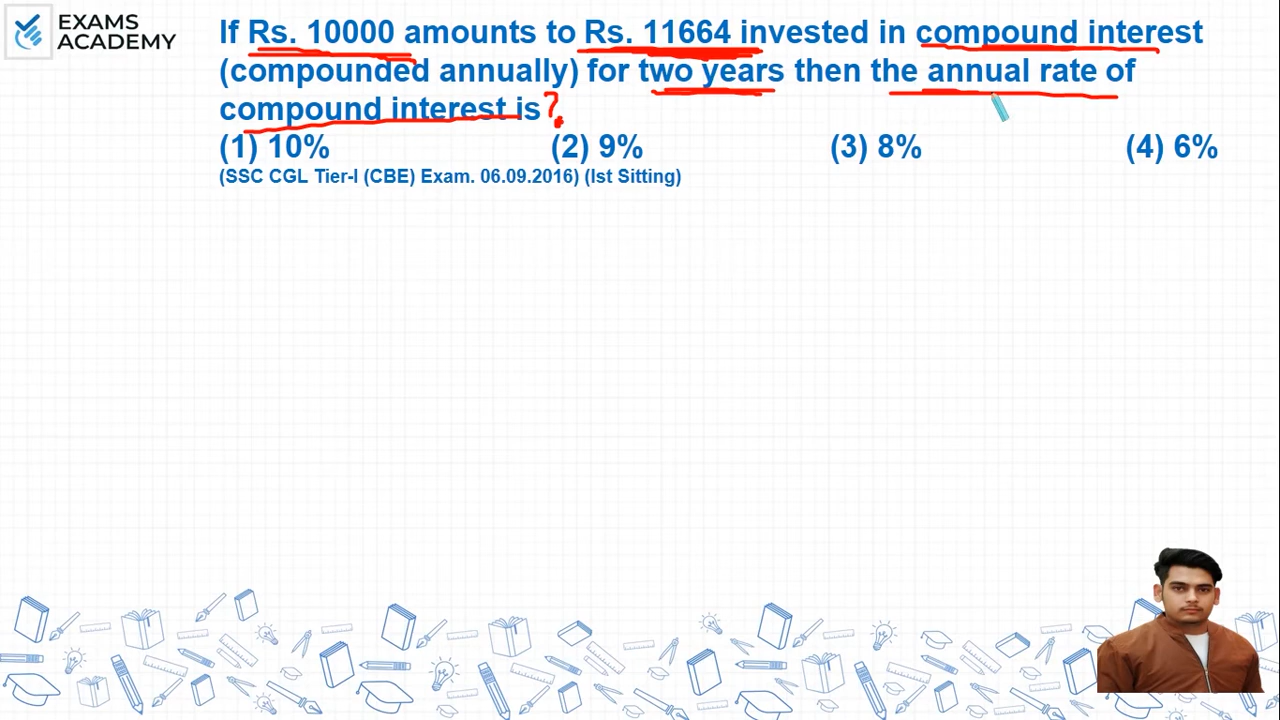 EXAMS
ACADEMY
If Rs. 10000 amounts to Rs. 11664 invested in compound interest
(compounded annually) for two years then the annual rate of
compound interest is?
(1) 10% (2) 9% (3) 8% (4) 6%
(SSC CGL Tier-I (CBE) Exam. 06.09.2016) (Ist Sitting)